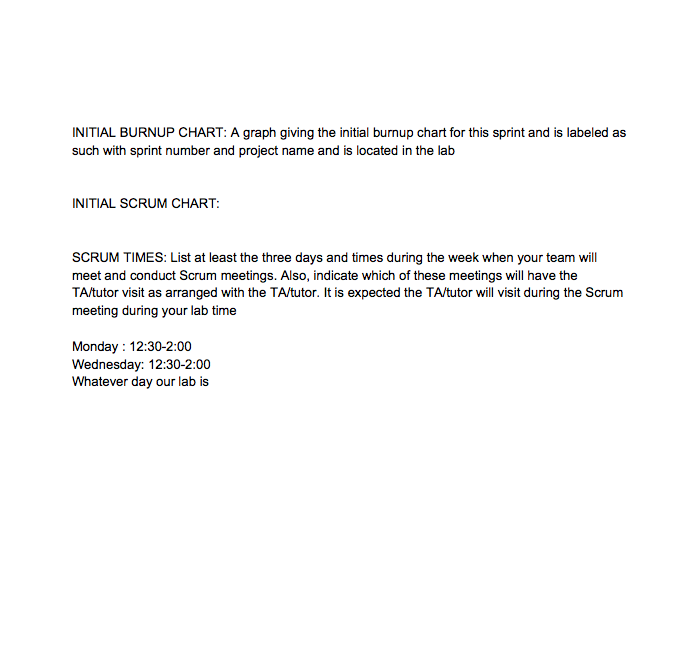 INITIAL BURNUP CHART: A graph giving the initial burnup chart for this sprint and is labeled as
such with sprint number and project name and is located in the lab
INITIAL SCRUM CHART:
SCRUM TIMES: List at least the three days and times during the week when your team will
meet and conduct Scrum meetings. Also, indicate which of these meetings will have the
TA/tutor visit as arranged with the TA/tutor. It is expected the TA/tutor will visit during the Scrum
meeting during your lab time
Monday : 12:30-2:00
Wednesday: 12:30-2:00
Whatever day our lab is